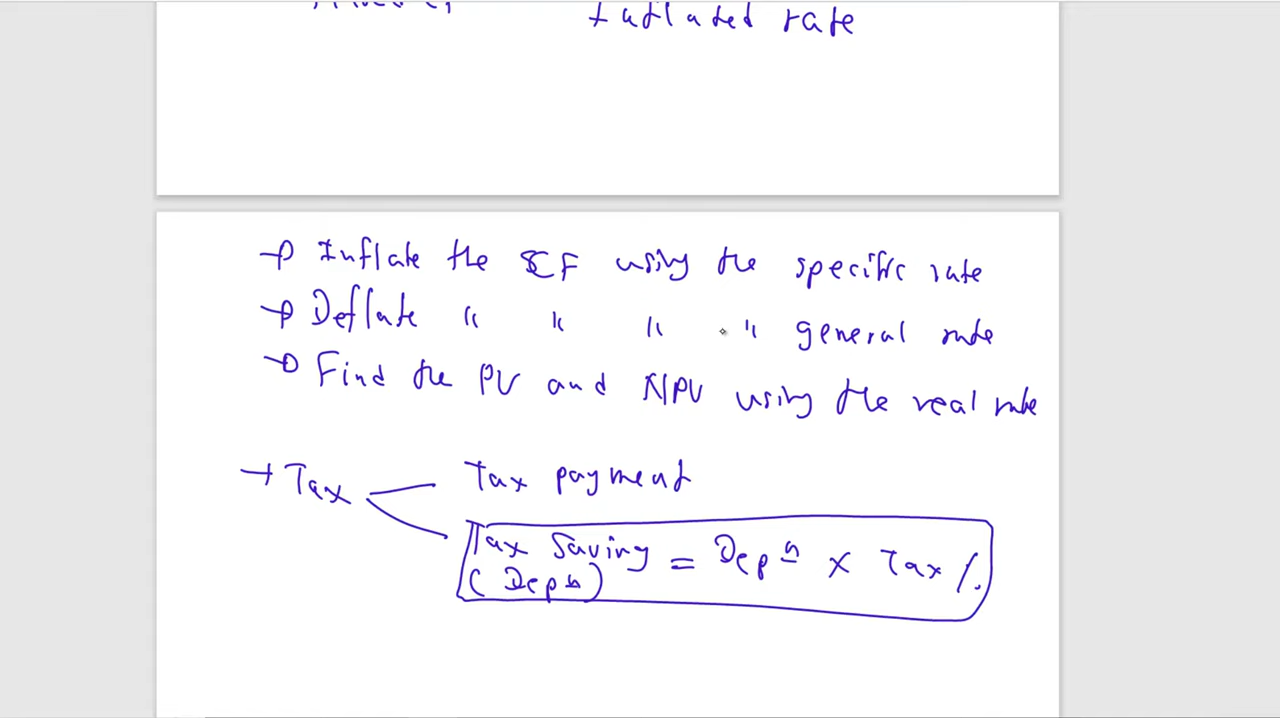 Inflated rate
→ Inflate the CF using the specific rate
→ Deflate " " " " general rate
→ Find the PV and NPV using the real rate
→ Tax
Tax payment
Tax Saving = Depn x Tax %.
(Depn)